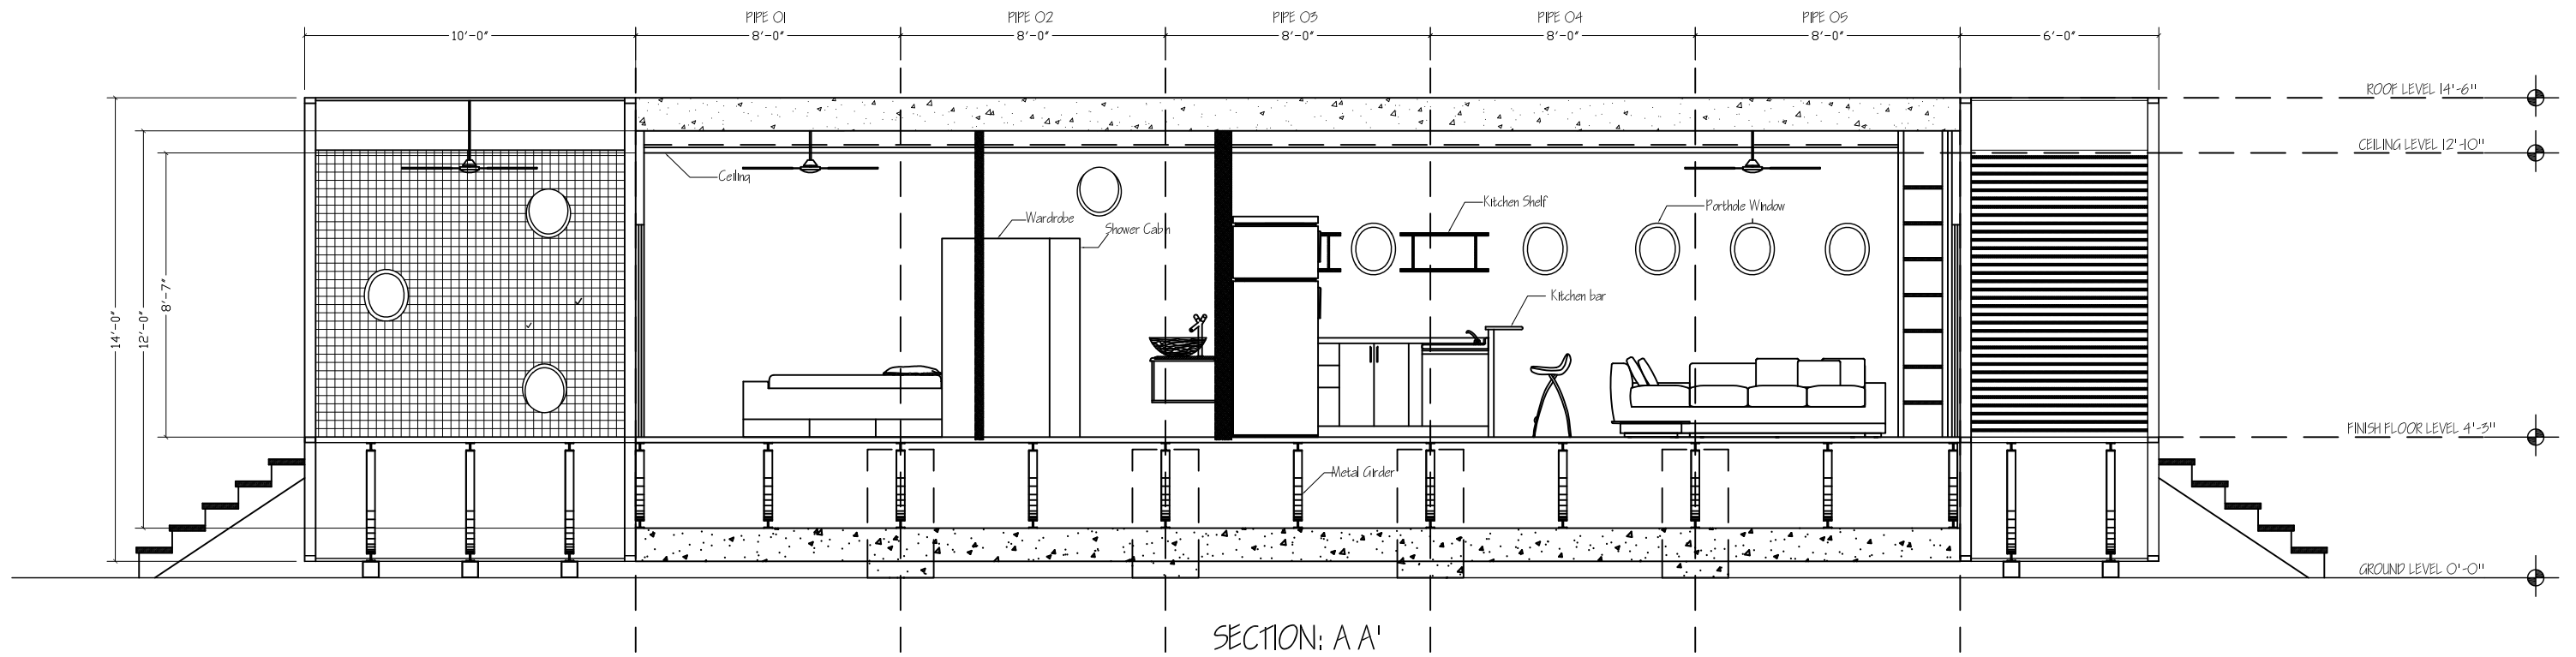 PIPE 01
PIPE 02
PIPE 03
PIPE 04
PIPE 05
10'-0"
8'-0"
8'-0"
8'-0"
8'-0"
8'-0"
6'-0"
ROOF LEVEL 14'-6"
CEILING LEVEL 12'-10"
Ceiling
Wardrobe
Shower Cabin
Kitchen Shelf
Porthole Window
Kitchen bar
14'-0"
12'-0"
8'-7"
FINISH FLOOR LEVEL 4'-3"
Metal Girder
GROUND LEVEL 0'-0"
SECTION: A A'